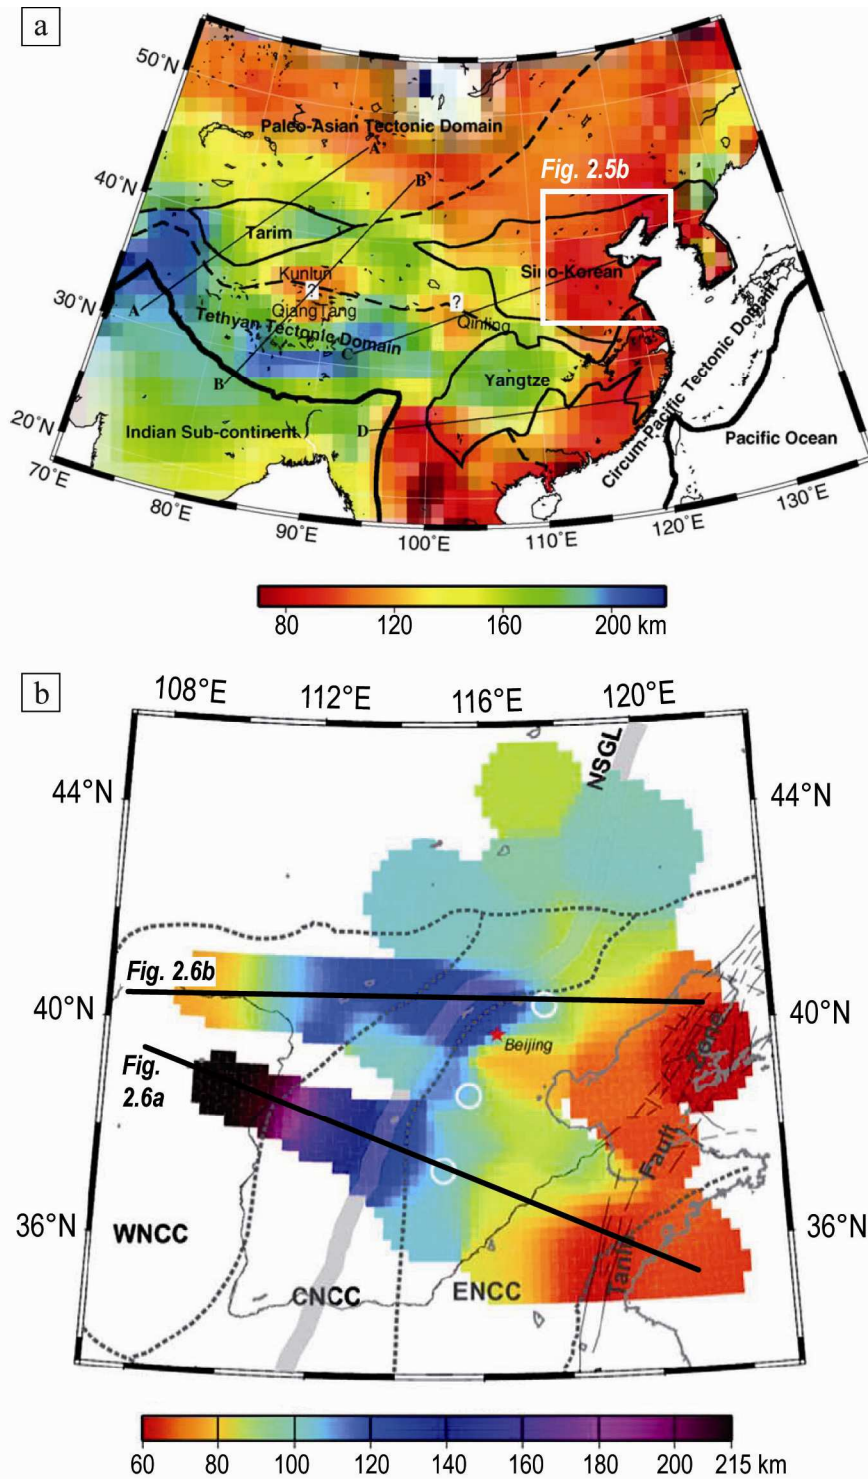 a
50°N
40°N
30°N
20°N
70°E
80°E
90°E
100°E
110°E
120°E
130°E
Paleo-Asian Tectonic Domain
A'
B'
Fig. 2.5b
Tarim
Sino-Korean
Kunlun
?
?
QiangTang
Qinling
Tethyan Tectonic Domain
A
B
C
D
Yangtze
Indian Sub-continent
Circum-Pacific Tectonic Domain
Pacific Ocean
80
120
160
200 km
b
108°E
112°E
116°E
120°E
NSGL
44°N
44°N
Fig. 2.6b
40°N
40°N
Beijing
Zone
Fig.
2.6a
Fault
36°N
36°N
WNCC
CNCC
ENCC
60
80
100
120
140
160
180
200
215 km